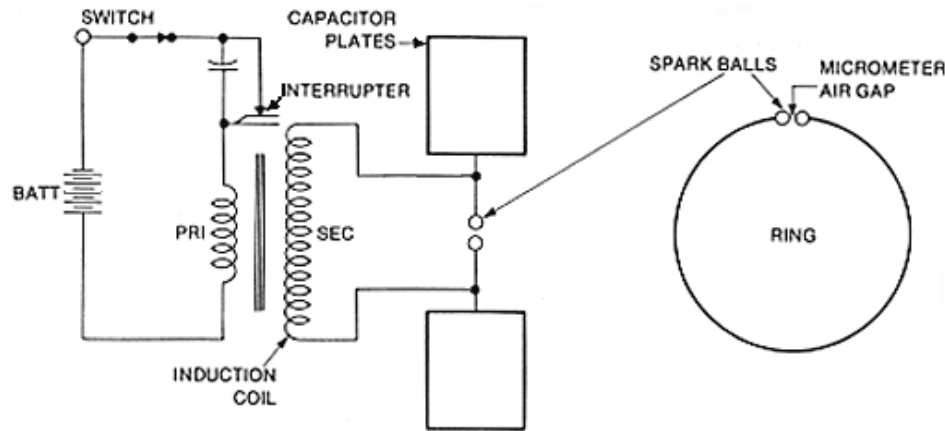 SWITCH
CAPACITOR
PLATES
SPARK BALLS
MICROMETER
AIR GAP
INTERRUPTER
BATT
PRI
SEC
RING
INDUCTION
COIL